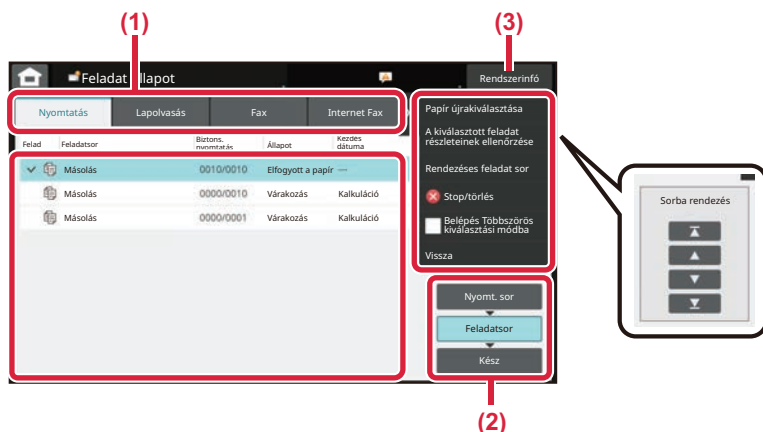 (1)
(3)
Feladat állapot
Rendszerinfó
Nyomtatás
Lapolvasás
Fax
Internet Fax
Felad
Feladatsor
Biztons.
nyomtatás
Állapot
Kezdés
dátuma
Másolás
0010/0010
Elfogyott a papír
—
Másolás
0000/0010
Várakozás
Kalkuláció
Másolás
0000/0001
Várakozás
Kalkuláció
Papír újrakiválasztása
A kiválasztott feladat
részleteinek ellenőrzése
Rendezéses feladat sor
Stop/törlés
Belépés Többszörös
kiválasztási módba
Vissza
Nyomt. sor
Feladatsor
Kész
Sorba rendezés
(2)